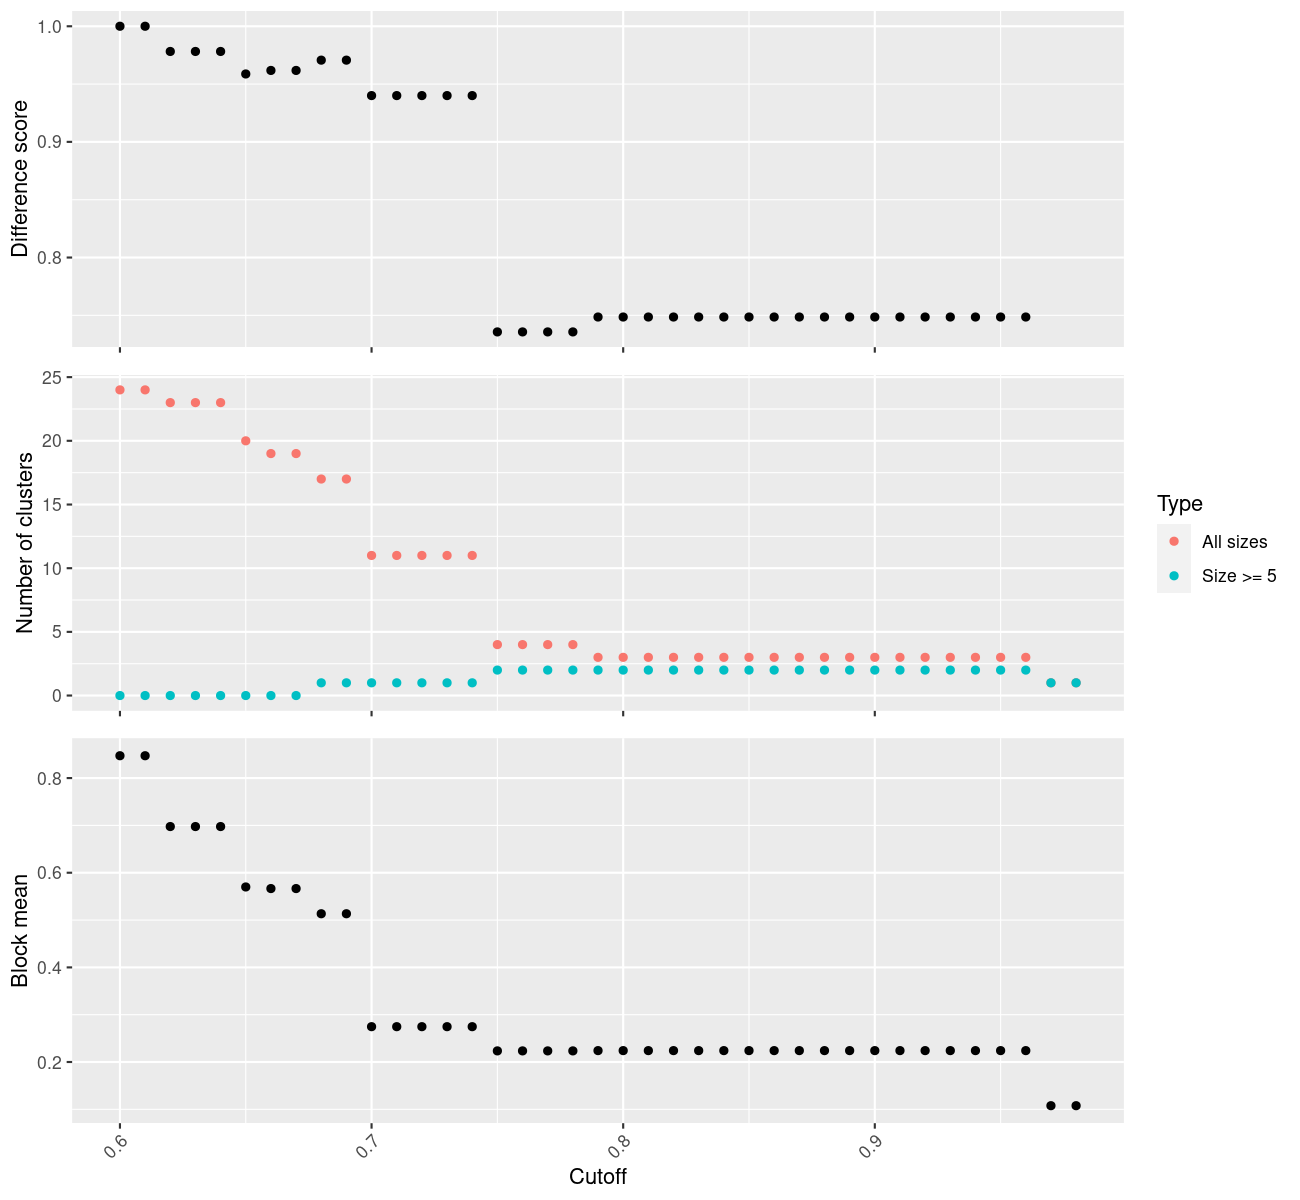 Difference score
1.0
0.9
0.8
Number of clusters
25
20
15
10
5
0
Type
All sizes
Size >= 5
Block mean
0.8
0.6
0.4
0.2
0.6
0.7
0.8
0.9
Cutoff